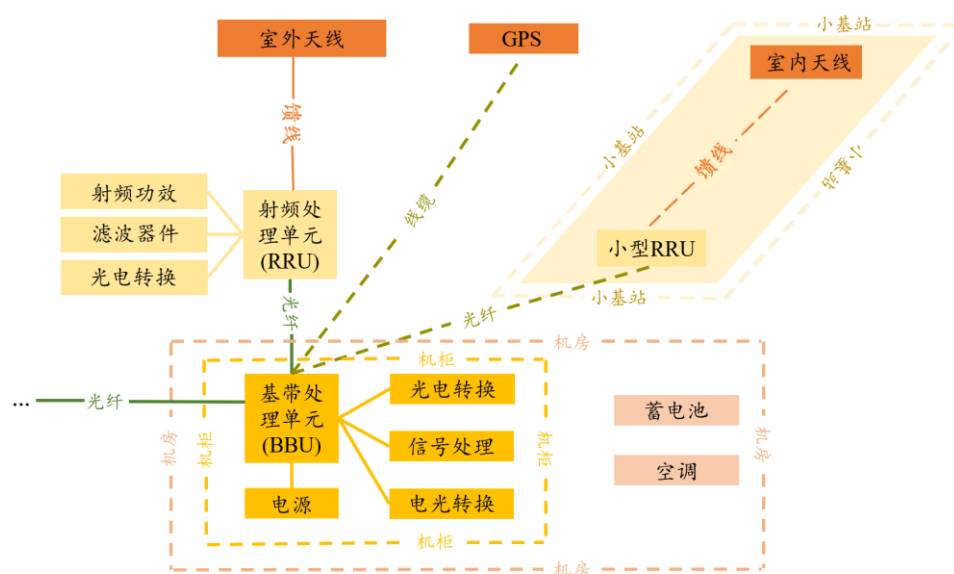 小基站
室外天线
GPS
室内天线
馈线
小基站
馈线
小基站
射频功效
滤波器件
光电转换
射频处
理单元
(RRU)
线缆
小型RRU
光纤
光纤
小基站
机房
机柜
...
光纤
机房
机柜
基带处
理单元
(BBU)
光电转换
信号处理
电光转换
电源
机柜
蓄电池
空调
机房
机柜
机房